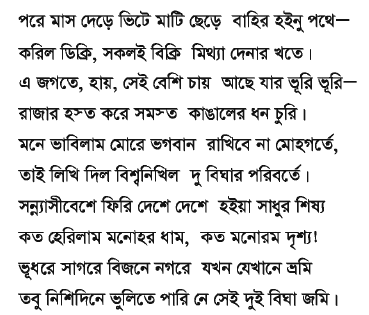 পরে মাস দেড়ে ভিটে মাটি ছেড়ে বাহির হইনু পথে—
করিল ডিক্রি, সকলই বিক্রি মিথ্যা দেনার খতে।
এ জগতে, হায়, সেই বেশি চায় আছে যার ভূরি ভূরি—
রাজার হস্ত করে সমস্ত কাঙালের ধন চুরি।
মনে ভাবিলাম মোরে ভগবান রাখিবে না মোহগর্তে,
তাই লিখি দিল বিশ্বনিখিল দু বিঘার পরিবর্তে।
সন্ন্যাসীবেশে ফিরি দেশে দেশে হইয়া সাধুর শিষ্য
কত হেরিলাম মনোহর ধাম, কত মনোরম দৃশ্য!
ভূধরে সাগরে বিজনে নগরে যখন যেখানে ভ্রমি
তবু নিশিদিনে ভুলিতে পারি নে সেই দুই বিঘা জমি।